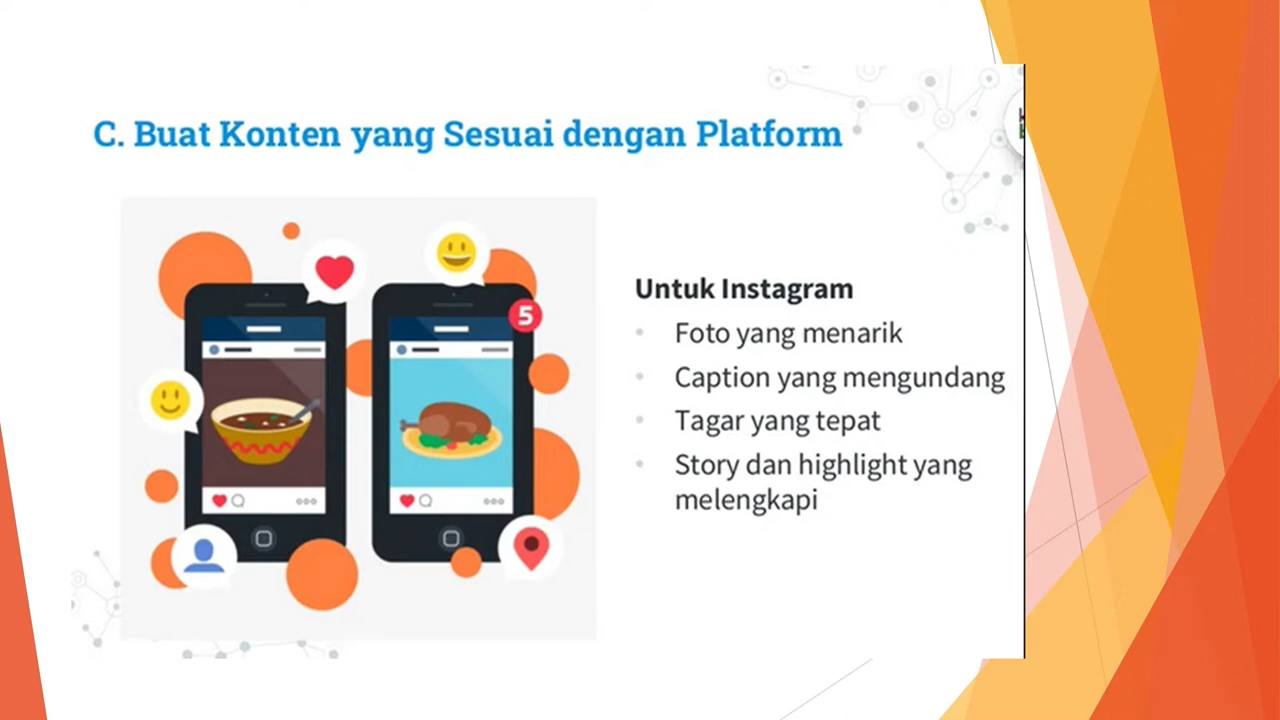 C. Buat Konten yang Sesuai dengan Platform
5
Untuk Instagram
• Foto yang menarik
• Caption yang mengundang
• Tagar yang tepat
• Story dan highlight yang
melengkapi